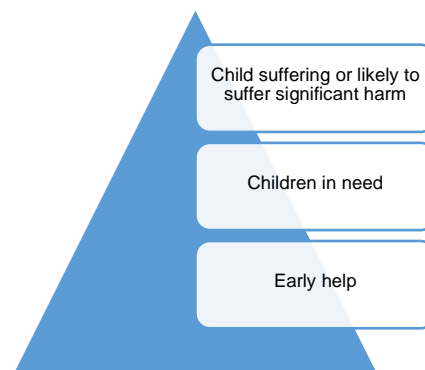 Child suffering or likely to
suffer significant harm
Children in need
Early help